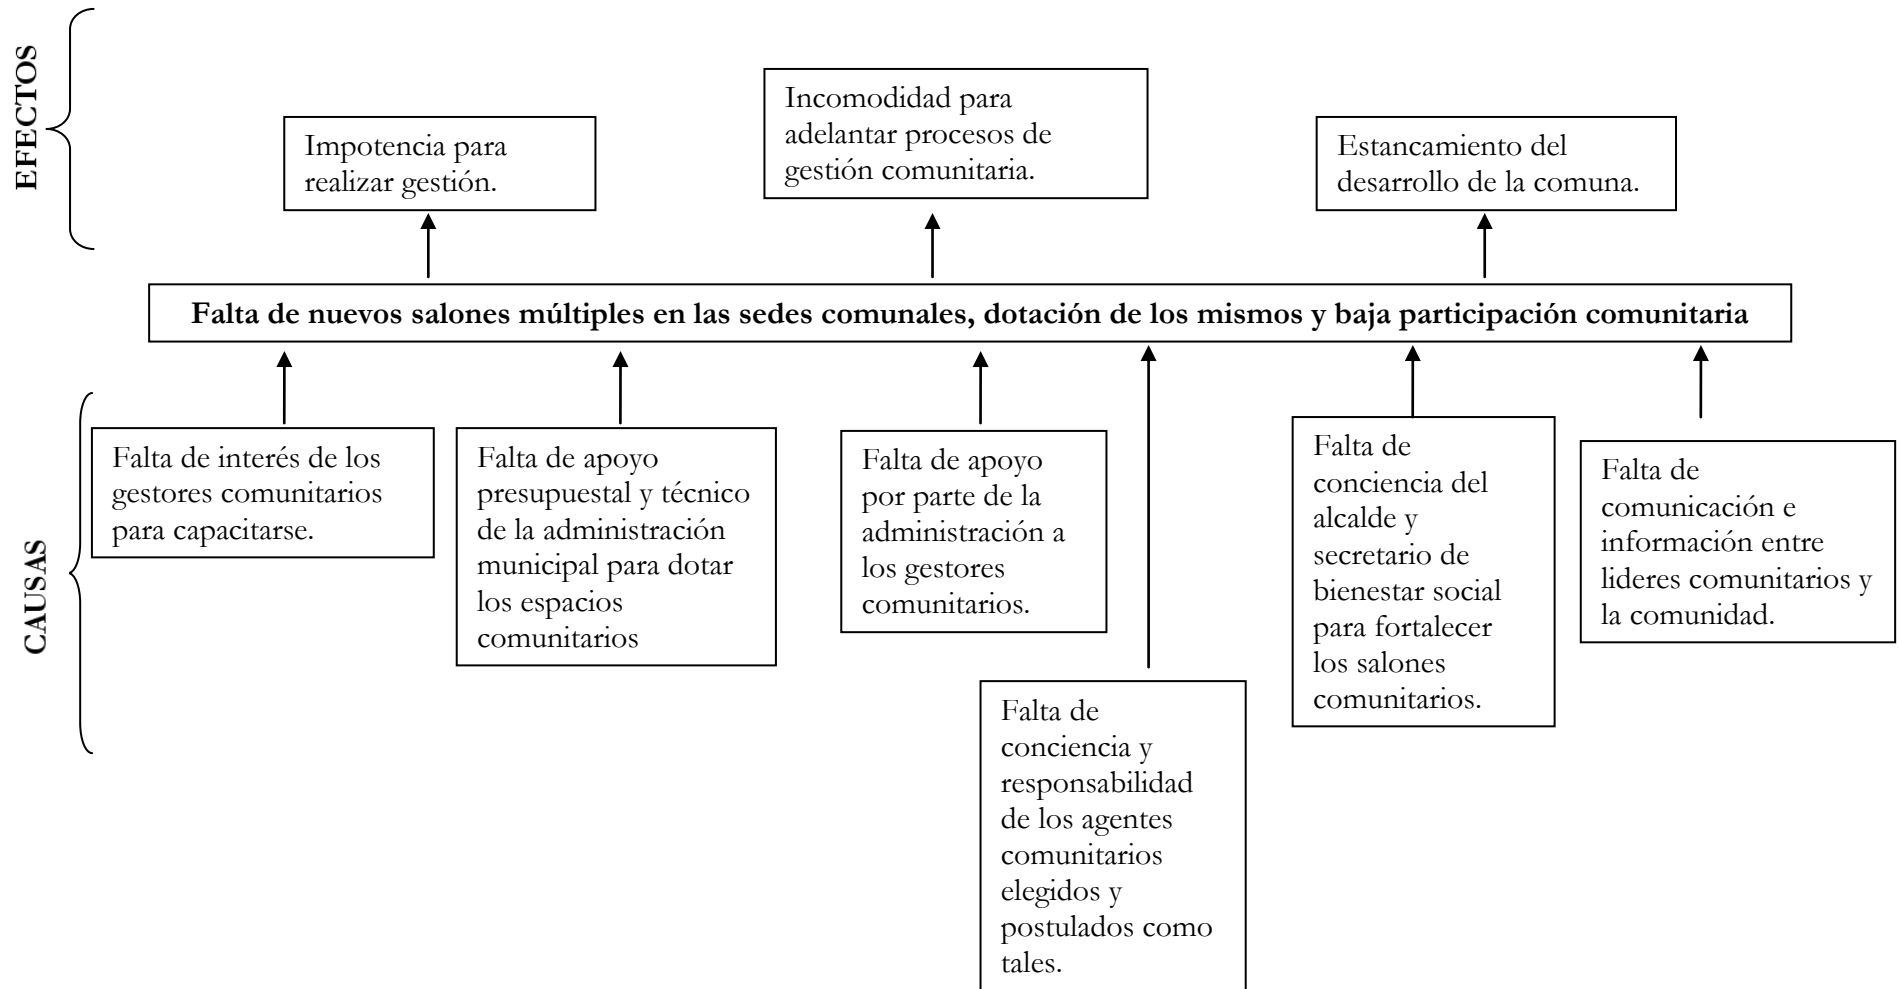 EFECTOS
Impotencia para
realizar gestión.
Incomodidad para
adelantar procesos de
gestión comunitaria.
Estancamiento del
desarrollo de la comuna.
Falta de nuevos salones múltiples en las sedes comunales, dotación de los mismos y baja participación comunitaria
CAUSAS
Falta de interés de los
gestores comunitarios
para capacitarse.
Falta de apoyo
presupuestal y técnico
de la administración
municipal para dotar
los espacios
comunitarios
Falta de apoyo
por parte de la
administración a
los gestores
comunitarios.
Falta de
conciencia y
responsabilidad
de los agentes
comunitarios
elegidos y
postulados como
tales.
Falta de
conciencia del
alcalde y
secretario de
bienestar social
para fortalecer
los salones
comunitarios.
Falta de
comunicación e
información entre
lideres comunitarios y
la comunidad.